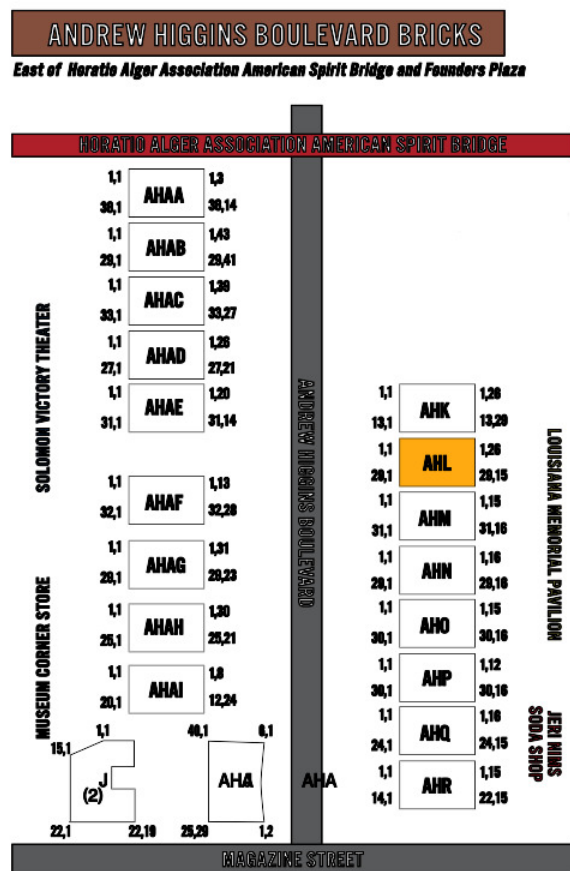 ANDREW HIGGINS BOULEVARD BRICKS
East of Horatio Alger Association American Spirit Bridge and Founders Plaza
HORATIO ALGER ASSOCIATION AMERICAN SPIRIT BRIDGE
1,1 1,3
AHAA
38,1 38,14
1,1 1,43
AHAB
29,1 29,41
1,1 1,39
AHAC
33,1 33,27
1,1 1,26
AHAD
27,1 27,21
1,1 1,20
AHAE
31,1 31,14
SOLOMON VICTORY THEATER
1,1 1,13
AHAF
32,1 32,28
1,1 1,31
AHAG
29,1 29,23
1,1 1,30
AHAH
25,1 25,21
1,1 1,8
AHAI
20,1 12,24
MUSEUM CORNER STORE
1,1
15,1
J
(2)
22,1 22,19
40,1 6,1
25,29 1,2
ANDREW HIGGINS BOULEVARD
AHA
1,1 1,26
AHK
13,1 13,29
1,1 1,26
AHL
29,1 29,15
1,1 1,15
AHM
31,1 31,16
1,1 1,16
AHN
29,1 29,16
1,1 1,15
AHO
30,1 30,16
LOUISIANA MEMORIAL PAVILION
1,1 1,12
AHP
30,1 30,16
1,1 1,16
AHQ
24,1 24,15
JERI NIMS
SODA SHOP
1,1 1,15
AHR
14,1 22,15
MAGAZINE STREET